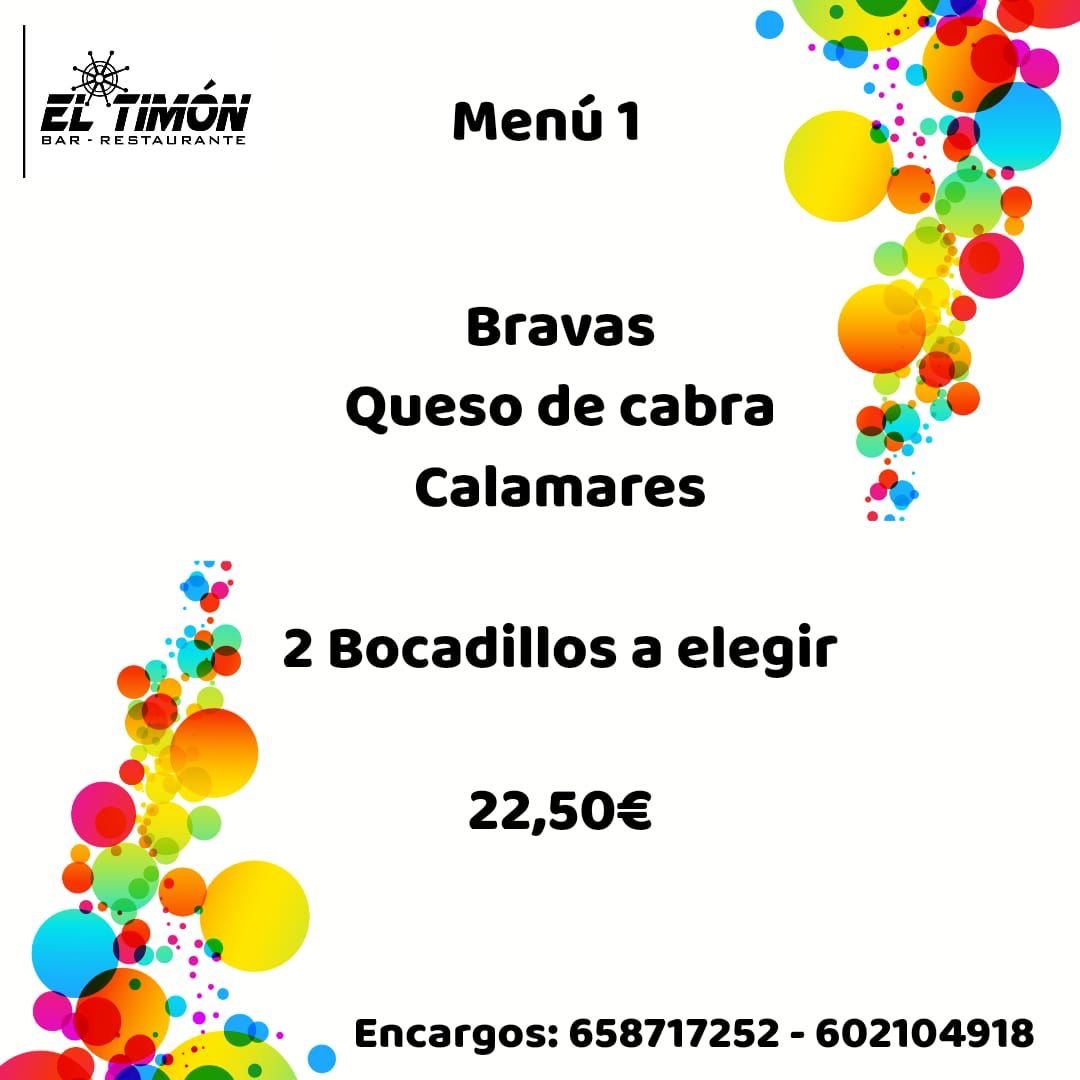 EL TIMÓN
BAR - RESTAURANTE
Menú 1
Bravas
Queso de cabra
Calamares
2 Bocadillos a elegir
22,50€
Encargos: 658717252 - 602104918